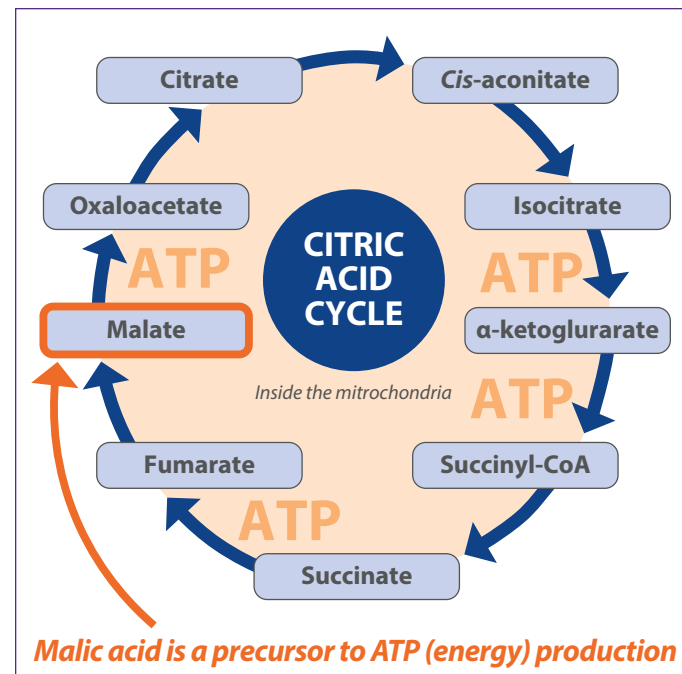 Citrate
Cis-aconitate
Oxaloacetate
Isocitrate
CITRIC
ACID
CYCLE
ATP
ATP
Malate
α-ketoglurarate
Inside the mitrochondria
ATP
Fumarate
Succinyl-CoA
ATP
Succinate
Malic acid is a precursor to ATP (energy) production